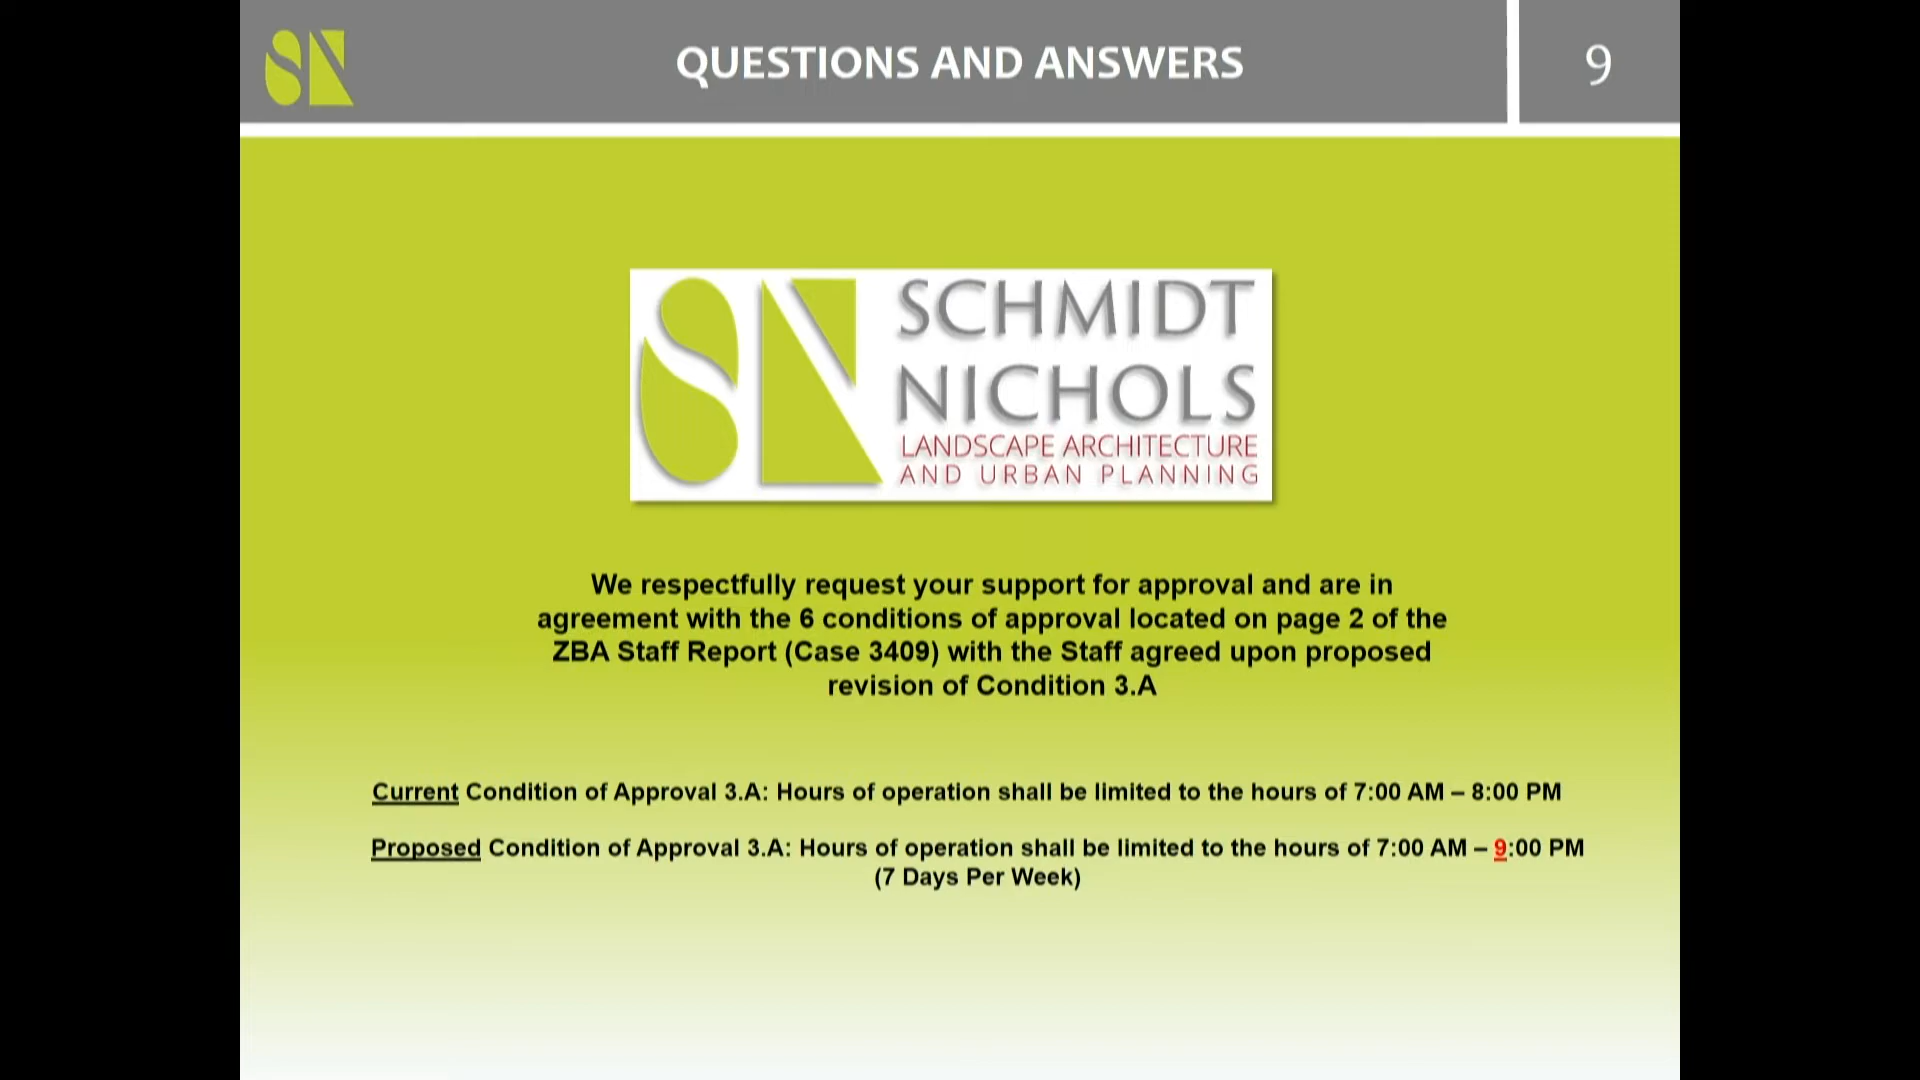 SN
QUESTIONS AND ANSWERS
9
SN
SCHMIDT
NICHOLS
LANDSCAPE ARCHITECTURE
AND URBAN PLANNING
We respectfully request your support for approval and are in
agreement with the 6 conditions of approval located on page 2 of the
ZBA Staff Report (Case 3409) with the Staff agreed upon proposed
revision of Condition 3.A
Current Condition of Approval 3.A: Hours of operation shall be limited to the hours of 7:00 AM – 8:00 PM
Proposed Condition of Approval 3.A: Hours of operation shall be limited to the hours of 7:00 AM – 9:00 PM
(7 Days Per Week)